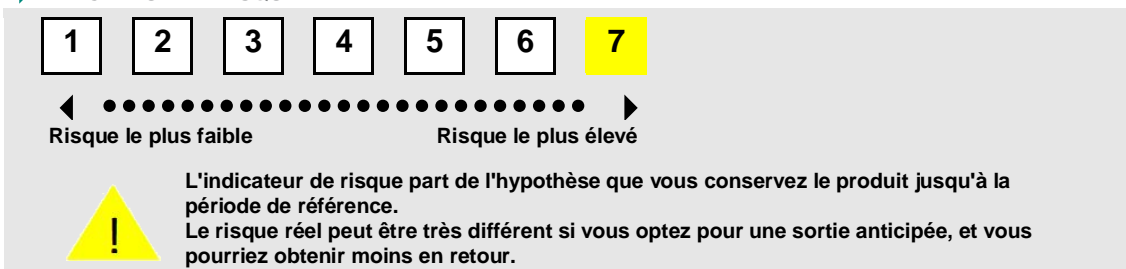 1 2 3 4 5 6 7
Risque le plus faible Risque le plus élevé
L'indicateur de risque part de l'hypothèse que vous conservez le produit jusqu'à la
période de référence.
Le risque réel peut être très différent si vous optez pour une sortie anticipée, et vous
pourriez obtenir moins en retour.
!